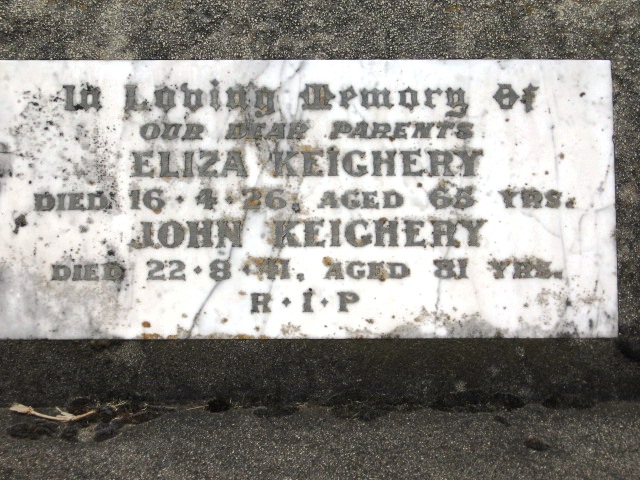 In Loving Memory Of
OUR DEAR PARENTS
ELIZA KEIGHERY
DIED 16·4·26, AGED 65 YRS.
JOHN KEIGHERY
DIED 22·8·41, AGED 81 YRS.
R·I·P